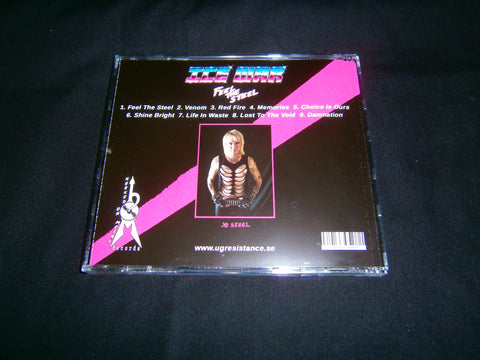 ICE WAR
FEEL THE STEEL
1. Feel The Steel 2. Venom 3. Red Fire 4. Memories 5. Choice Is Ours
6. Shine Bright 7. Life In Waste 8. Lost To The Void 9. Damnation
JO STEEL
www.ugresistance.se
records